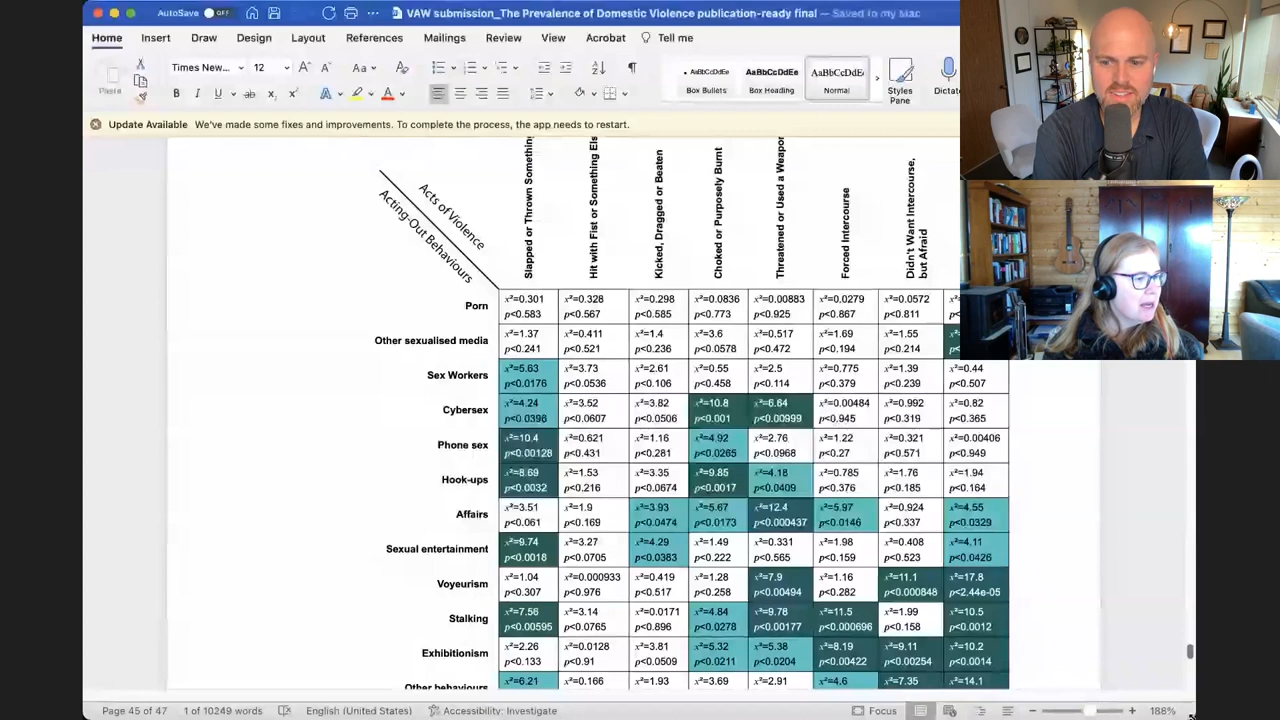 AutoSave OFF VAW submission_The Prevalence of Domestic Violence publication-ready final — Saved to my Mac
Home Insert Draw Design Layout References Mailings Review View Acrobat Tell me
Paste Times New... 12 AaBbCcDdEe AaBbCcDdEe AaBbCcDdEe
B I U ab x₂ x² A A Box Bullets Box Heading Normal Styles Pane Dictate
Update Available We've made some fixes and improvements. To complete the process, the app needs to restart.
Acts of Violence
Acting-Out Behaviours
Slapped or Thrown Something
Hit with Fist or Something Els
Kicked, Dragged or Beaten
Choked or Purposely Burnt
Threatened or Used a Weapon
Forced Intercourse
Didn't Want Intercourse,
but Afraid
Porn
x²=0.301 x²=0.328 x²=0.298 x²=0.0836 x²=0.00883 x²=0.0279 x²=0.0572
p<0.583 p<0.567 p<0.585 p<0.773 p<0.925 p<0.867 p<0.811
Other sexualised media
x²=1.37 x²=0.411 x²=1.4 x²=3.6 x²=0.517 x²=1.69 x²=1.55
p<0.241 p<0.521 p<0.236 p<0.0578 p<0.472 p<0.194 p<0.214
Sex Workers
x²=5.63 x²=3.73 x²=2.61 x²=0.55 x²=2.5 x²=0.775 x²=1.39 x²=0.44
p<0.0176 p<0.0536 p<0.106 p<0.458 p<0.114 p<0.379 p<0.239 p<0.507
Cybersex
x²=4.24 x²=3.52 x²=3.82 x²=10.8 x²=6.64 x²=0.00484 x²=0.992 x²=0.82
p<0.0396 p<0.0607 p<0.0506 p<0.001 p<0.00999 p<0.945 p<0.319 p<0.365
Phone sex
x²=10.4 x²=0.621 x²=1.16 x²=4.92 x²=2.76 x²=1.22 x²=0.321 x²=0.00406
p<0.00128 p<0.431 p<0.281 p<0.0265 p<0.0968 p<0.27 p<0.571 p<0.949
Hook-ups
x²=8.69 x²=1.53 x²=3.35 x²=9.85 x²=4.18 x²=0.785 x²=1.76 x²=1.94
p<0.0032 p<0.216 p<0.0674 p<0.0017 p<0.0409 p<0.376 p<0.185 p<0.164
Affairs
x²=3.51 x²=1.9 x²=3.93 x²=5.67 x²=12.4 x²=5.97 x²=0.924 x²=4.55
p<0.061 p<0.169 p<0.0474 p<0.0173 p<0.000437 p<0.0146 p<0.337 p<0.0329
Sexual entertainment
x²=9.74 x²=3.27 x²=4.29 x²=1.49 x²=0.331 x²=1.98 x²=0.408 x²=4.11
p<0.0018 p<0.0705 p<0.0383 p<0.222 p<0.565 p<0.159 p<0.523 p<0.0426
Voyeurism
x²=1.04 x²=0.000933 x²=0.419 x²=1.28 x²=7.9 x²=1.16 x²=11.1 x²=17.8
p<0.307 p<0.976 p<0.517 p<0.258 p<0.00494 p<0.282 p<0.000848 p<2.44e-05
Stalking
x²=7.56 x²=3.14 x²=0.0171 x²=4.84 x²=9.78 x²=11.5 x²=1.99 x²=10.5
p<0.00595 p<0.0765 p<0.896 p<0.0278 p<0.00177 p<0.000696 p<0.158 p<0.0012
Exhibitionism
x²=2.26 x²=0.0128 x²=3.81 x²=5.32 x²=5.38 x²=8.19 x²=9.11 x²=10.2
p<0.133 p<0.91 p<0.0509 p<0.0211 p<0.0204 p<0.00422 p<0.00254 p<0.0014
Other behaviours
x²=6.21 x²=0.166 x²=1.93 x²=3.69 x²=2.91 x²=4.6 x²=7.35 x²=14.1
Page 45 of 47 1 of 10249 words English (United States) Accessibility: Investigate Focus 188%